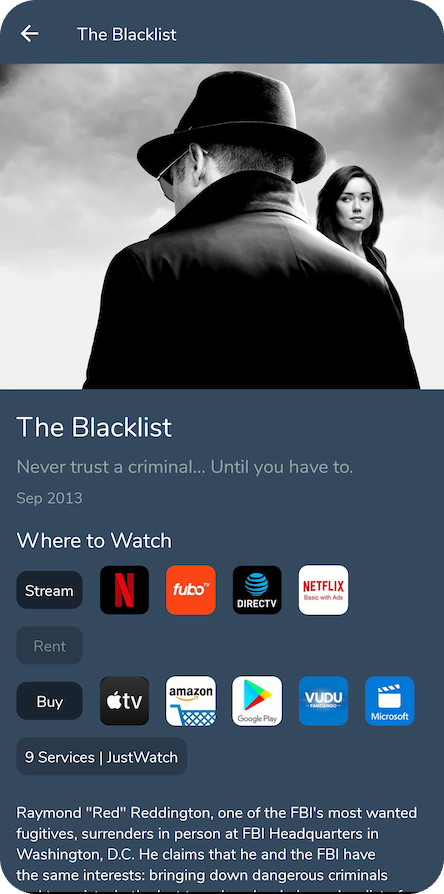 The Blacklist
The Blacklist
Never trust a criminal... Until you have to.
Sep 2013
Where to Watch
Stream
N
fubo TV
DIRECTV
NETFLIX
Basic with Ads
Rent
Buy
tv
amazon
Google Play
VUDU
FANDANGO
Microsoft
9 Services | JustWatch
Raymond "Red" Reddington, one of the FBI's most wanted
fugitives, surrenders in person at FBI Headquarters in
Washington, D.C. He claims that he and the FBI have
the same interests: bringing down dangerous criminals